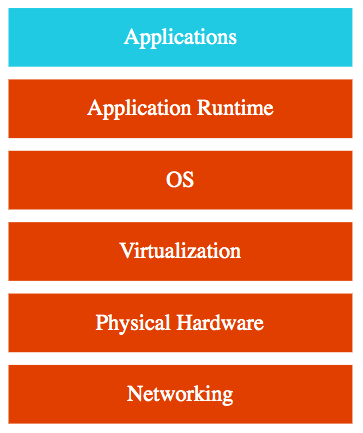 Applications
Application Runtime
OS
Virtualization
Physical Hardware
Networking